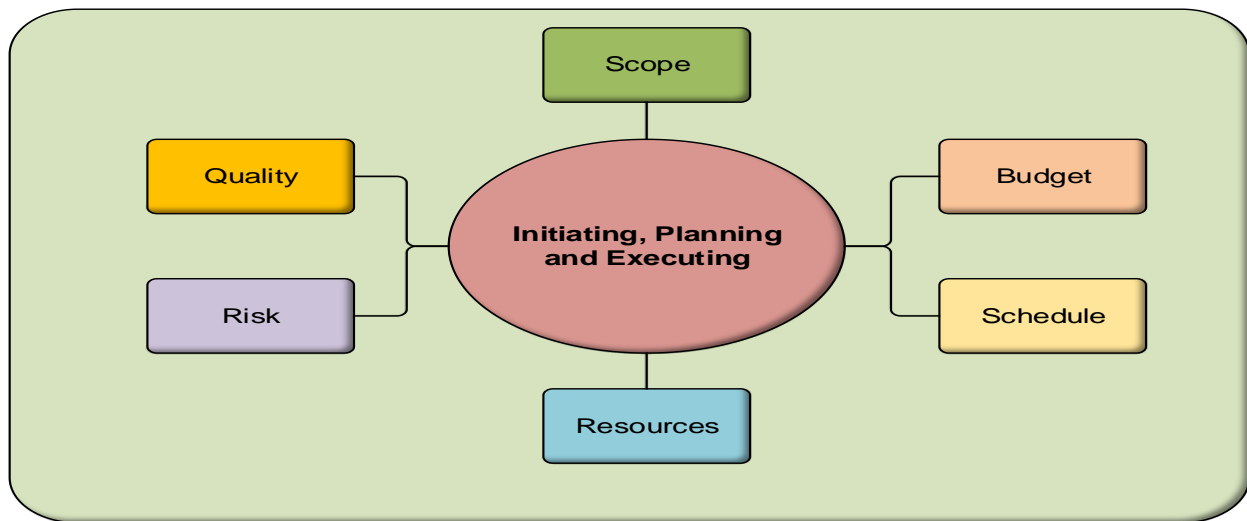 Scope
Quality
Budget
Initiating, Planning
and Executing
Risk
Schedule
Resources